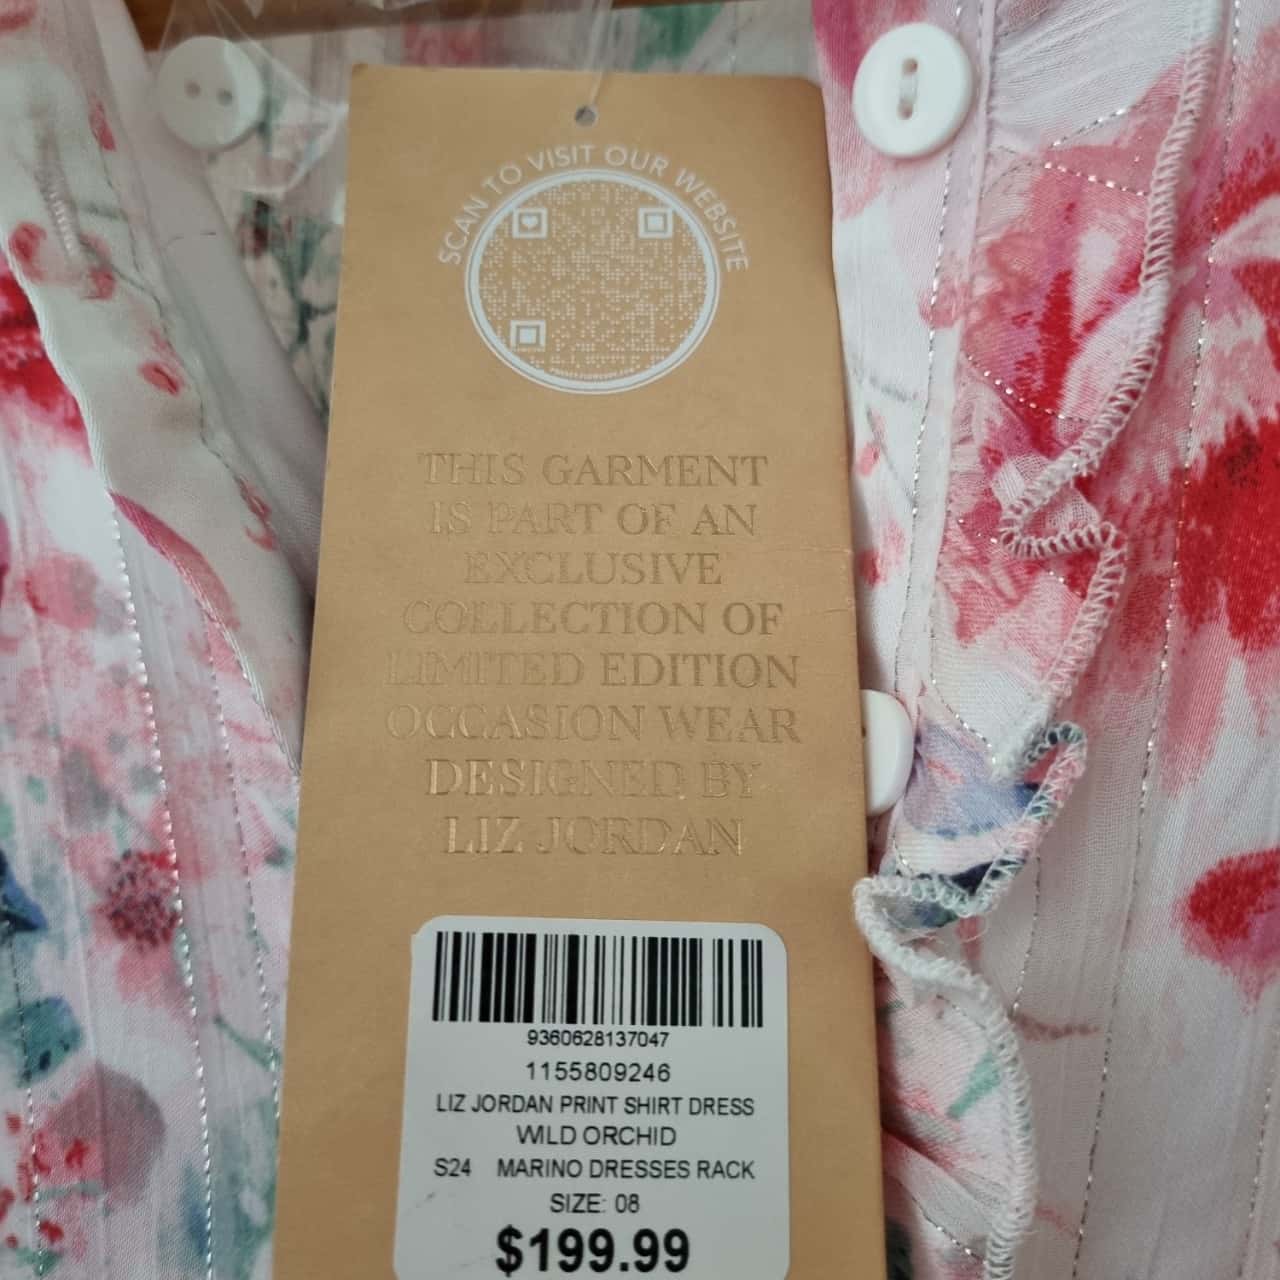 SCAN TO VISIT OUR WEBSITE
THIS GARMENT
IS PART OF AN
EXCLUSIVE
COLLECTION OF
LIMITED EDITION
OCCASION WEAR
DESIGNED BY
LIZ JORDAN
9360628137047
1155809246
LIZ JORDAN PRINT SHIRT DRESS
WILD ORCHID
S24 MARINO DRESSES RACK
SIZE: 08
$199.99